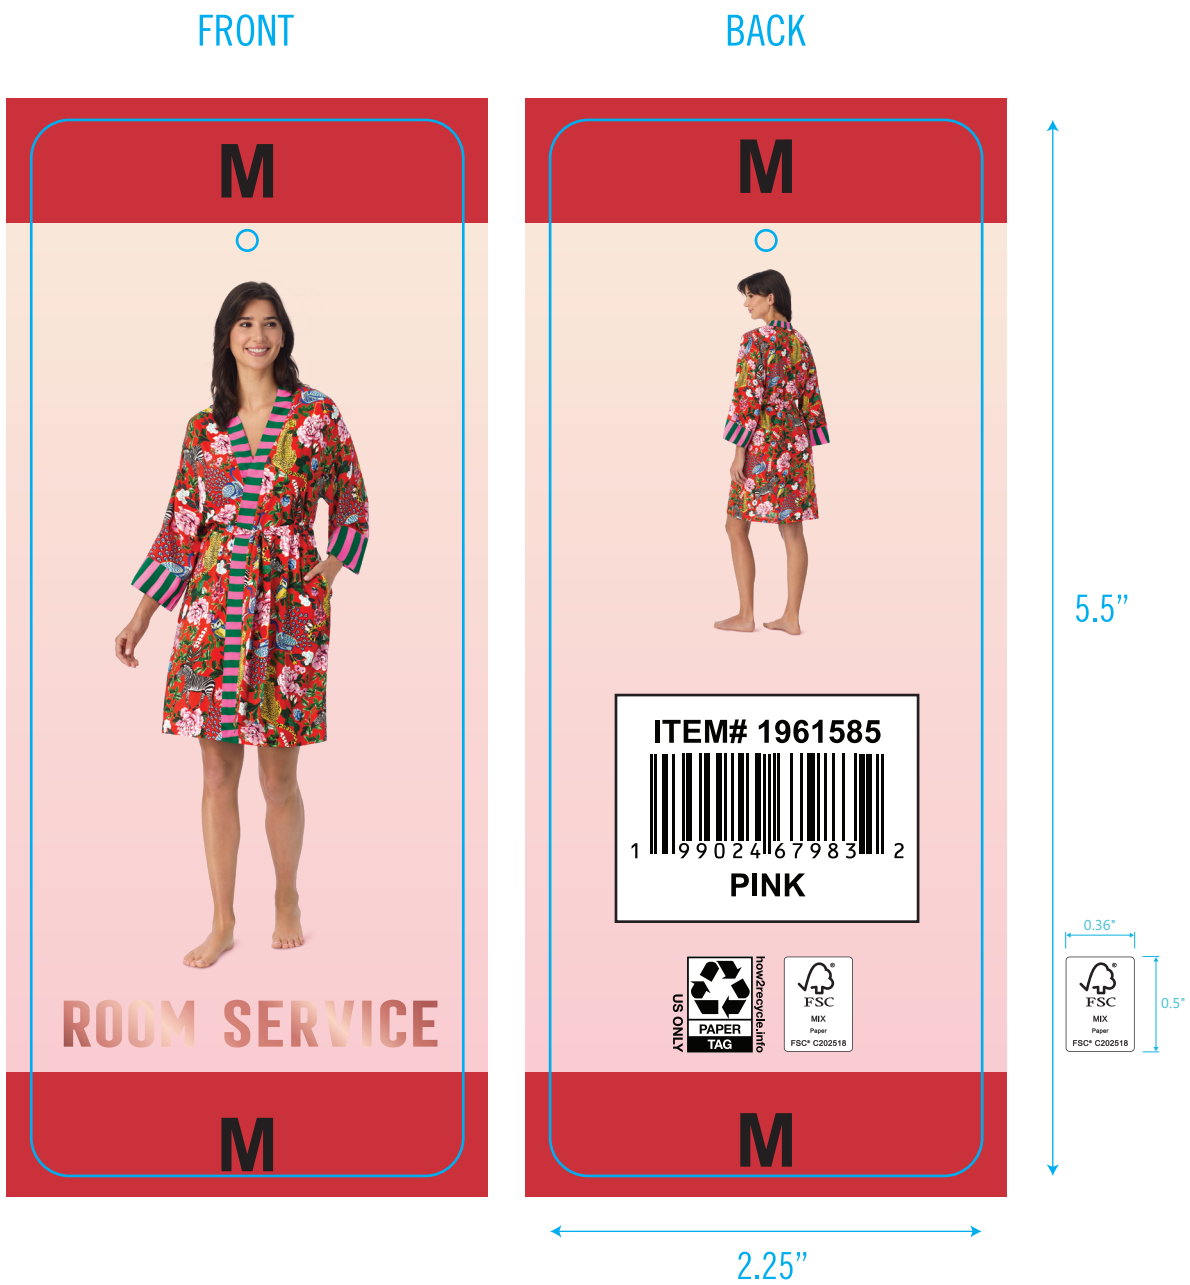 FRONT
BACK
M
M
ITEM# 1961585
1 99024 67983 2
PINK
how2recycle.info
US ONLY
PAPER
TAG
®
FSC
MIX
Paper
FSC® C202518
ROOM SERVICE
M
M
5.5”
0.36"
®
FSC
MIX
Paper
FSC® C202518
0.5"
2.25”